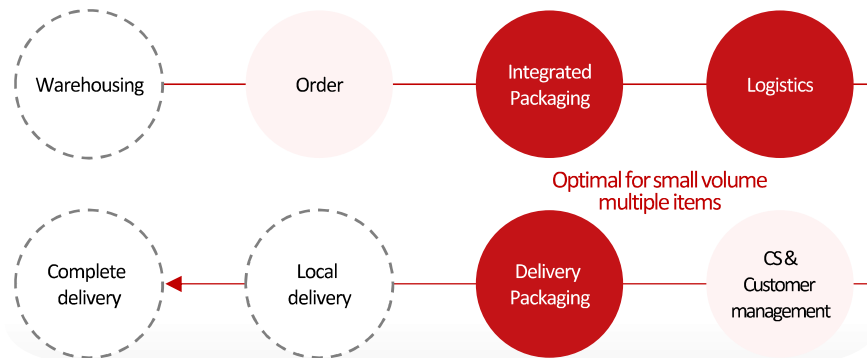 Warehousing
Order
Integrated
Packaging
Logistics
Optimal for small volume
multiple items
Complete
delivery
Local
delivery
Delivery
Packaging
CS &
Customer
management